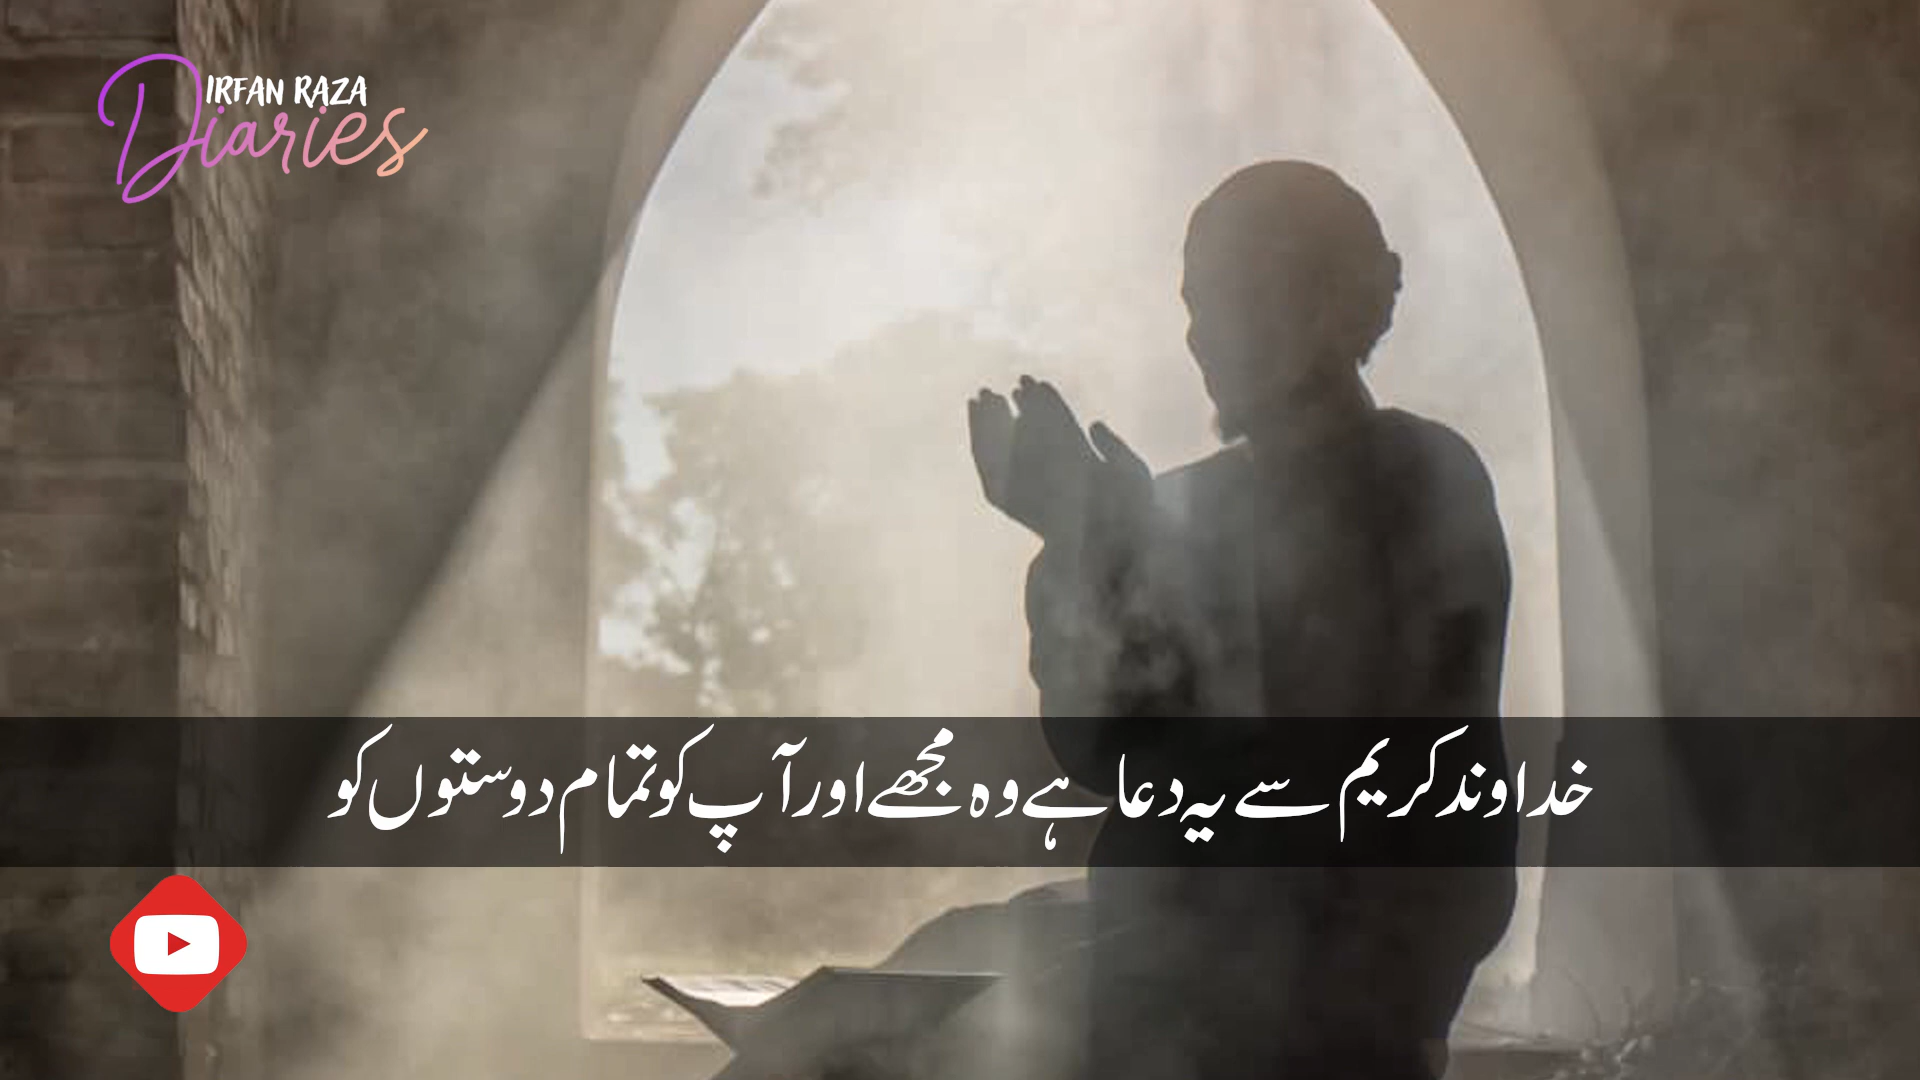 IRFAN RAZA
Diaries
خداوند کریم سے یہ دعا ہے وہ مجھے اور آپ کو تمام دوستوں کو